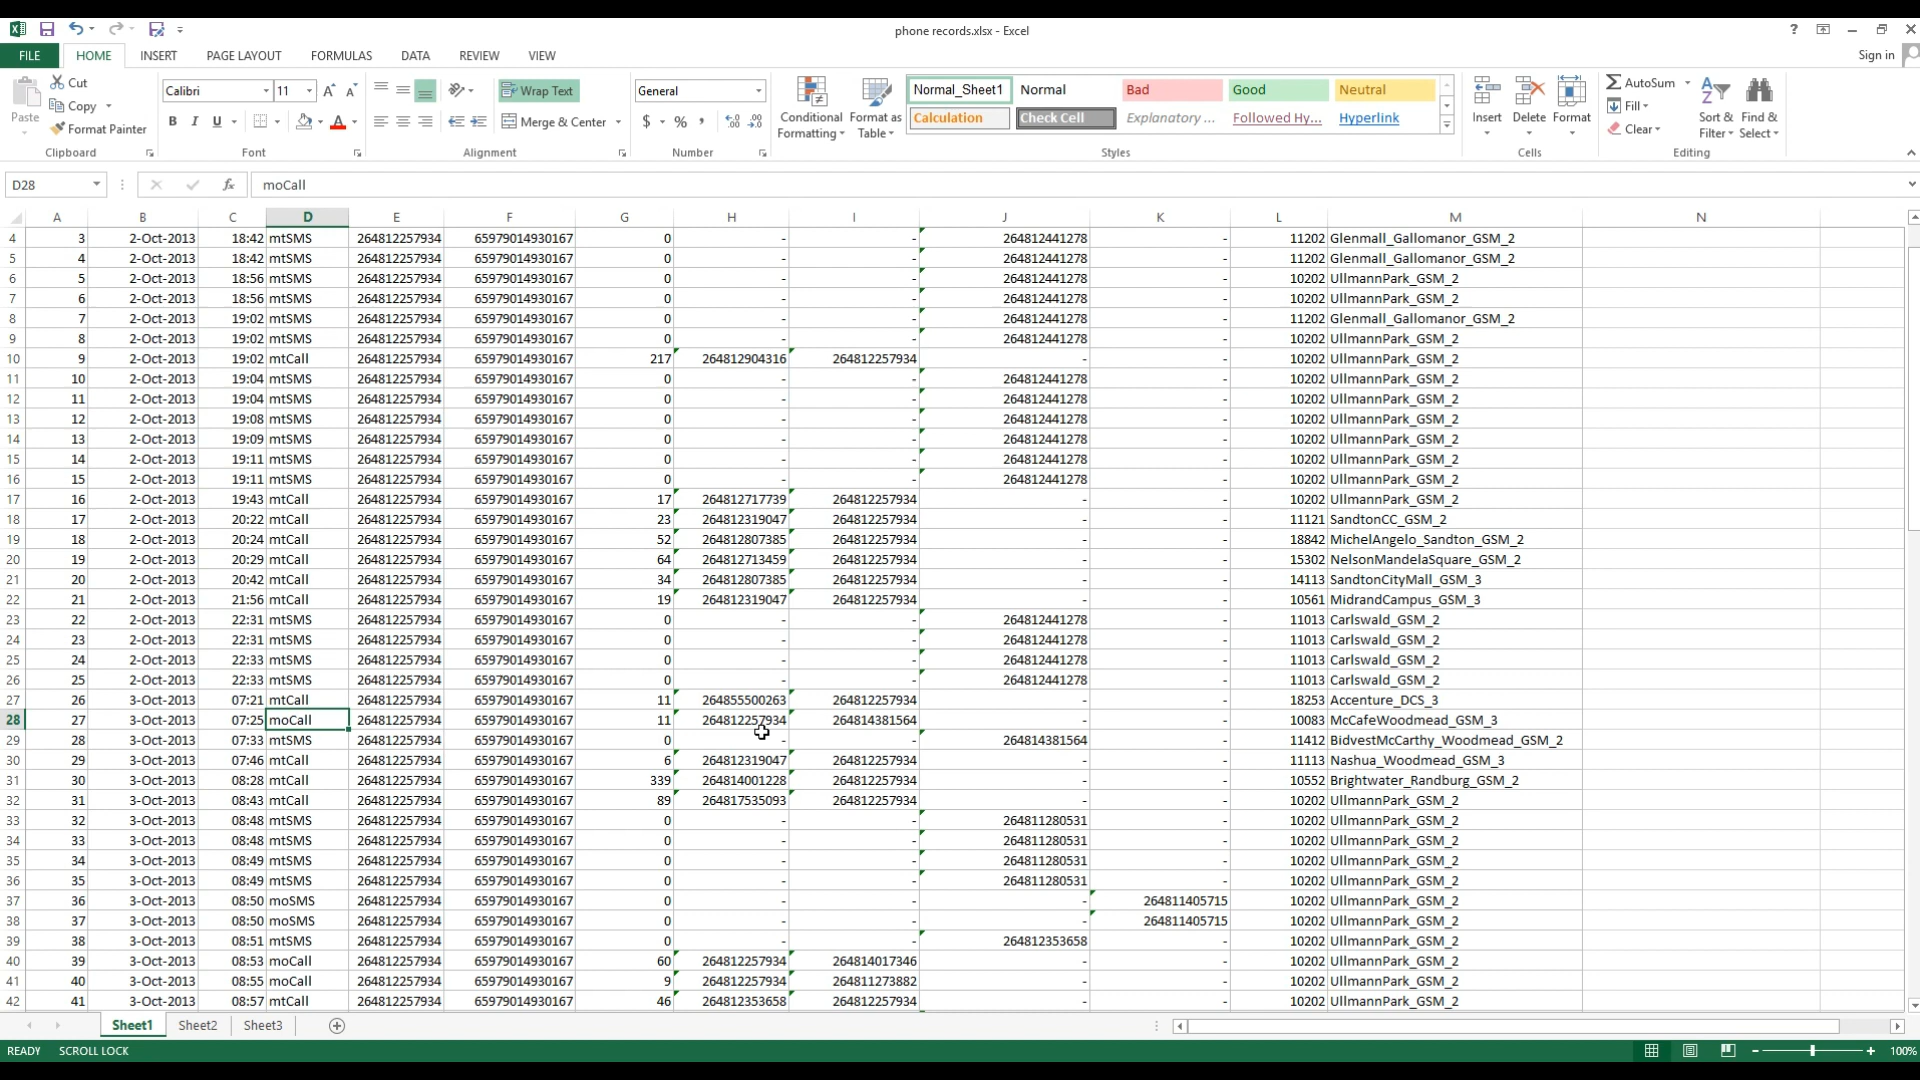 phone records.xlsx - Excel
FILE HOME INSERT PAGE LAYOUT FORMULAS DATA REVIEW VIEW Sign in
Paste
Cut
Copy
Format Painter
Calibri 11
B I U
Wrap Text
Merge & Center
General
$ % ,
Conditional Formatting
Format as Table
Normal_Sheet1 Normal Bad Good Neutral
Calculation Check Cell Explanatory ... Followed Hy... Hyperlink
Insert Delete Format
AutoSum
Fill
Clear
Sort & Filter
Find & Select
Clipboard Font Alignment Number Styles Cells Editing
D28 fx moCall
A B C D E F G H I J K L M N
4 3 2-Oct-2013 18:42 mtSMS 264812257934 65979014930167 0 - - 264812441278 - 11202 Glenmall_Gallomanor_GSM_2
5 4 2-Oct-2013 18:42 mtSMS 264812257934 65979014930167 0 - - 264812441278 - 11202 Glenmall_Gallomanor_GSM_2
6 5 2-Oct-2013 18:56 mtSMS 264812257934 65979014930167 0 - - 264812441278 - 10202 UllmannPark_GSM_2
7 6 2-Oct-2013 18:56 mtSMS 264812257934 65979014930167 0 - - 264812441278 - 10202 UllmannPark_GSM_2
8 7 2-Oct-2013 19:02 mtSMS 264812257934 65979014930167 0 - - 264812441278 - 11202 Glenmall_Gallomanor_GSM_2
9 8 2-Oct-2013 19:02 mtSMS 264812257934 65979014930167 0 - - 264812441278 - 10202 UllmannPark_GSM_2
10 9 2-Oct-2013 19:02 mtCall 264812257934 65979014930167 217 264812904316 264812257934 - - 10202 UllmannPark_GSM_2
11 10 2-Oct-2013 19:04 mtSMS 264812257934 65979014930167 0 - - 264812441278 - 10202 UllmannPark_GSM_2
12 11 2-Oct-2013 19:04 mtSMS 264812257934 65979014930167 0 - - 264812441278 - 10202 UllmannPark_GSM_2
13 12 2-Oct-2013 19:08 mtSMS 264812257934 65979014930167 0 - - 264812441278 - 10202 UllmannPark_GSM_2
14 13 2-Oct-2013 19:09 mtSMS 264812257934 65979014930167 0 - - 264812441278 - 10202 UllmannPark_GSM_2
15 14 2-Oct-2013 19:11 mtSMS 264812257934 65979014930167 0 - - 264812441278 - 10202 UllmannPark_GSM_2
16 15 2-Oct-2013 19:11 mtSMS 264812257934 65979014930167 0 - - 264812441278 - 10202 UllmannPark_GSM_2
17 16 2-Oct-2013 19:43 mtCall 264812257934 65979014930167 17 264812717739 264812257934 - - 10202 UllmannPark_GSM_2
18 17 2-Oct-2013 20:22 mtCall 264812257934 65979014930167 23 264812319047 264812257934 - - 11121 SandtonCC_GSM_2
19 18 2-Oct-2013 20:24 mtCall 264812257934 65979014930167 52 264812807385 264812257934 - - 18842 MichelAngelo_Sandton_GSM_2
20 19 2-Oct-2013 20:29 mtCall 264812257934 65979014930167 64 264812713459 264812257934 - - 15302 NelsonMandelaSquare_GSM_2
21 20 2-Oct-2013 20:42 mtCall 264812257934 65979014930167 34 264812807385 264812257934 - - 14113 SandtonCityMall_GSM_3
22 21 2-Oct-2013 21:56 mtCall 264812257934 65979014930167 19 264812319047 264812257934 - - 10561 MidrandCampus_GSM_3
23 22 2-Oct-2013 22:31 mtSMS 264812257934 65979014930167 0 - - 264812441278 - 11013 Carlswald_GSM_2
24 23 2-Oct-2013 22:31 mtSMS 264812257934 65979014930167 0 - - 264812441278 - 11013 Carlswald_GSM_2
25 24 2-Oct-2013 22:33 mtSMS 264812257934 65979014930167 0 - - 264812441278 - 11013 Carlswald_GSM_2
26 25 2-Oct-2013 22:33 mtSMS 264812257934 65979014930167 0 - - 264812441278 - 11013 Carlswald_GSM_2
27 26 3-Oct-2013 07:21 mtCall 264812257934 65979014930167 11 264855500263 264812257934 - - 18253 Accenture_DCS_3
28 27 3-Oct-2013 07:25 moCall 264812257934 65979014930167 11 264812257934 264814381564 - - 10083 McCafeWoodmead_GSM_3
29 28 3-Oct-2013 07:33 mtSMS 264812257934 65979014930167 0 - - 264814381564 - 11412 BidvestMcCarthy_Woodmead_GSM_2
30 29 3-Oct-2013 07:46 mtCall 264812257934 65979014930167 6 264812319047 264812257934 - - 11113 Nashua_Woodmead_GSM_3
31 30 3-Oct-2013 08:28 mtCall 264812257934 65979014930167 339 264814001228 264812257934 - - 10552 Brightwater_Randburg_GSM_2
32 31 3-Oct-2013 08:43 mtCall 264812257934 65979014930167 89 264817535093 264812257934 - - 10202 UllmannPark_GSM_2
33 32 3-Oct-2013 08:48 mtSMS 264812257934 65979014930167 0 - - 264811280531 - 10202 UllmannPark_GSM_2
34 33 3-Oct-2013 08:48 mtSMS 264812257934 65979014930167 0 - - 264811280531 - 10202 UllmannPark_GSM_2
35 34 3-Oct-2013 08:49 mtSMS 264812257934 65979014930167 0 - - 264811280531 - 10202 UllmannPark_GSM_2
36 35 3-Oct-2013 08:49 mtSMS 264812257934 65979014930167 0 - - 264811280531 - 10202 UllmannPark_GSM_2
37 36 3-Oct-2013 08:50 moSMS 264812257934 65979014930167 0 - - - 264811405715 10202 UllmannPark_GSM_2
38 37 3-Oct-2013 08:50 moSMS 264812257934 65979014930167 0 - - - 264811405715 10202 UllmannPark_GSM_2
39 38 3-Oct-2013 08:51 mtSMS 264812257934 65979014930167 0 - - 264812353658 - 10202 UllmannPark_GSM_2
40 39 3-Oct-2013 08:53 moCall 264812257934 65979014930167 60 264812257934 264814017346 - - 10202 UllmannPark_GSM_2
41 40 3-Oct-2013 08:55 moCall 264812257934 65979014930167 9 264812257934 264811273882 - - 10202 UllmannPark_GSM_2
42 41 3-Oct-2013 08:57 mtCall 264812257934 65979014930167 46 264812353658 264812257934 - - 10202 UllmannPark_GSM_2
Sheet1 Sheet2 Sheet3
READY SCROLL LOCK 100%